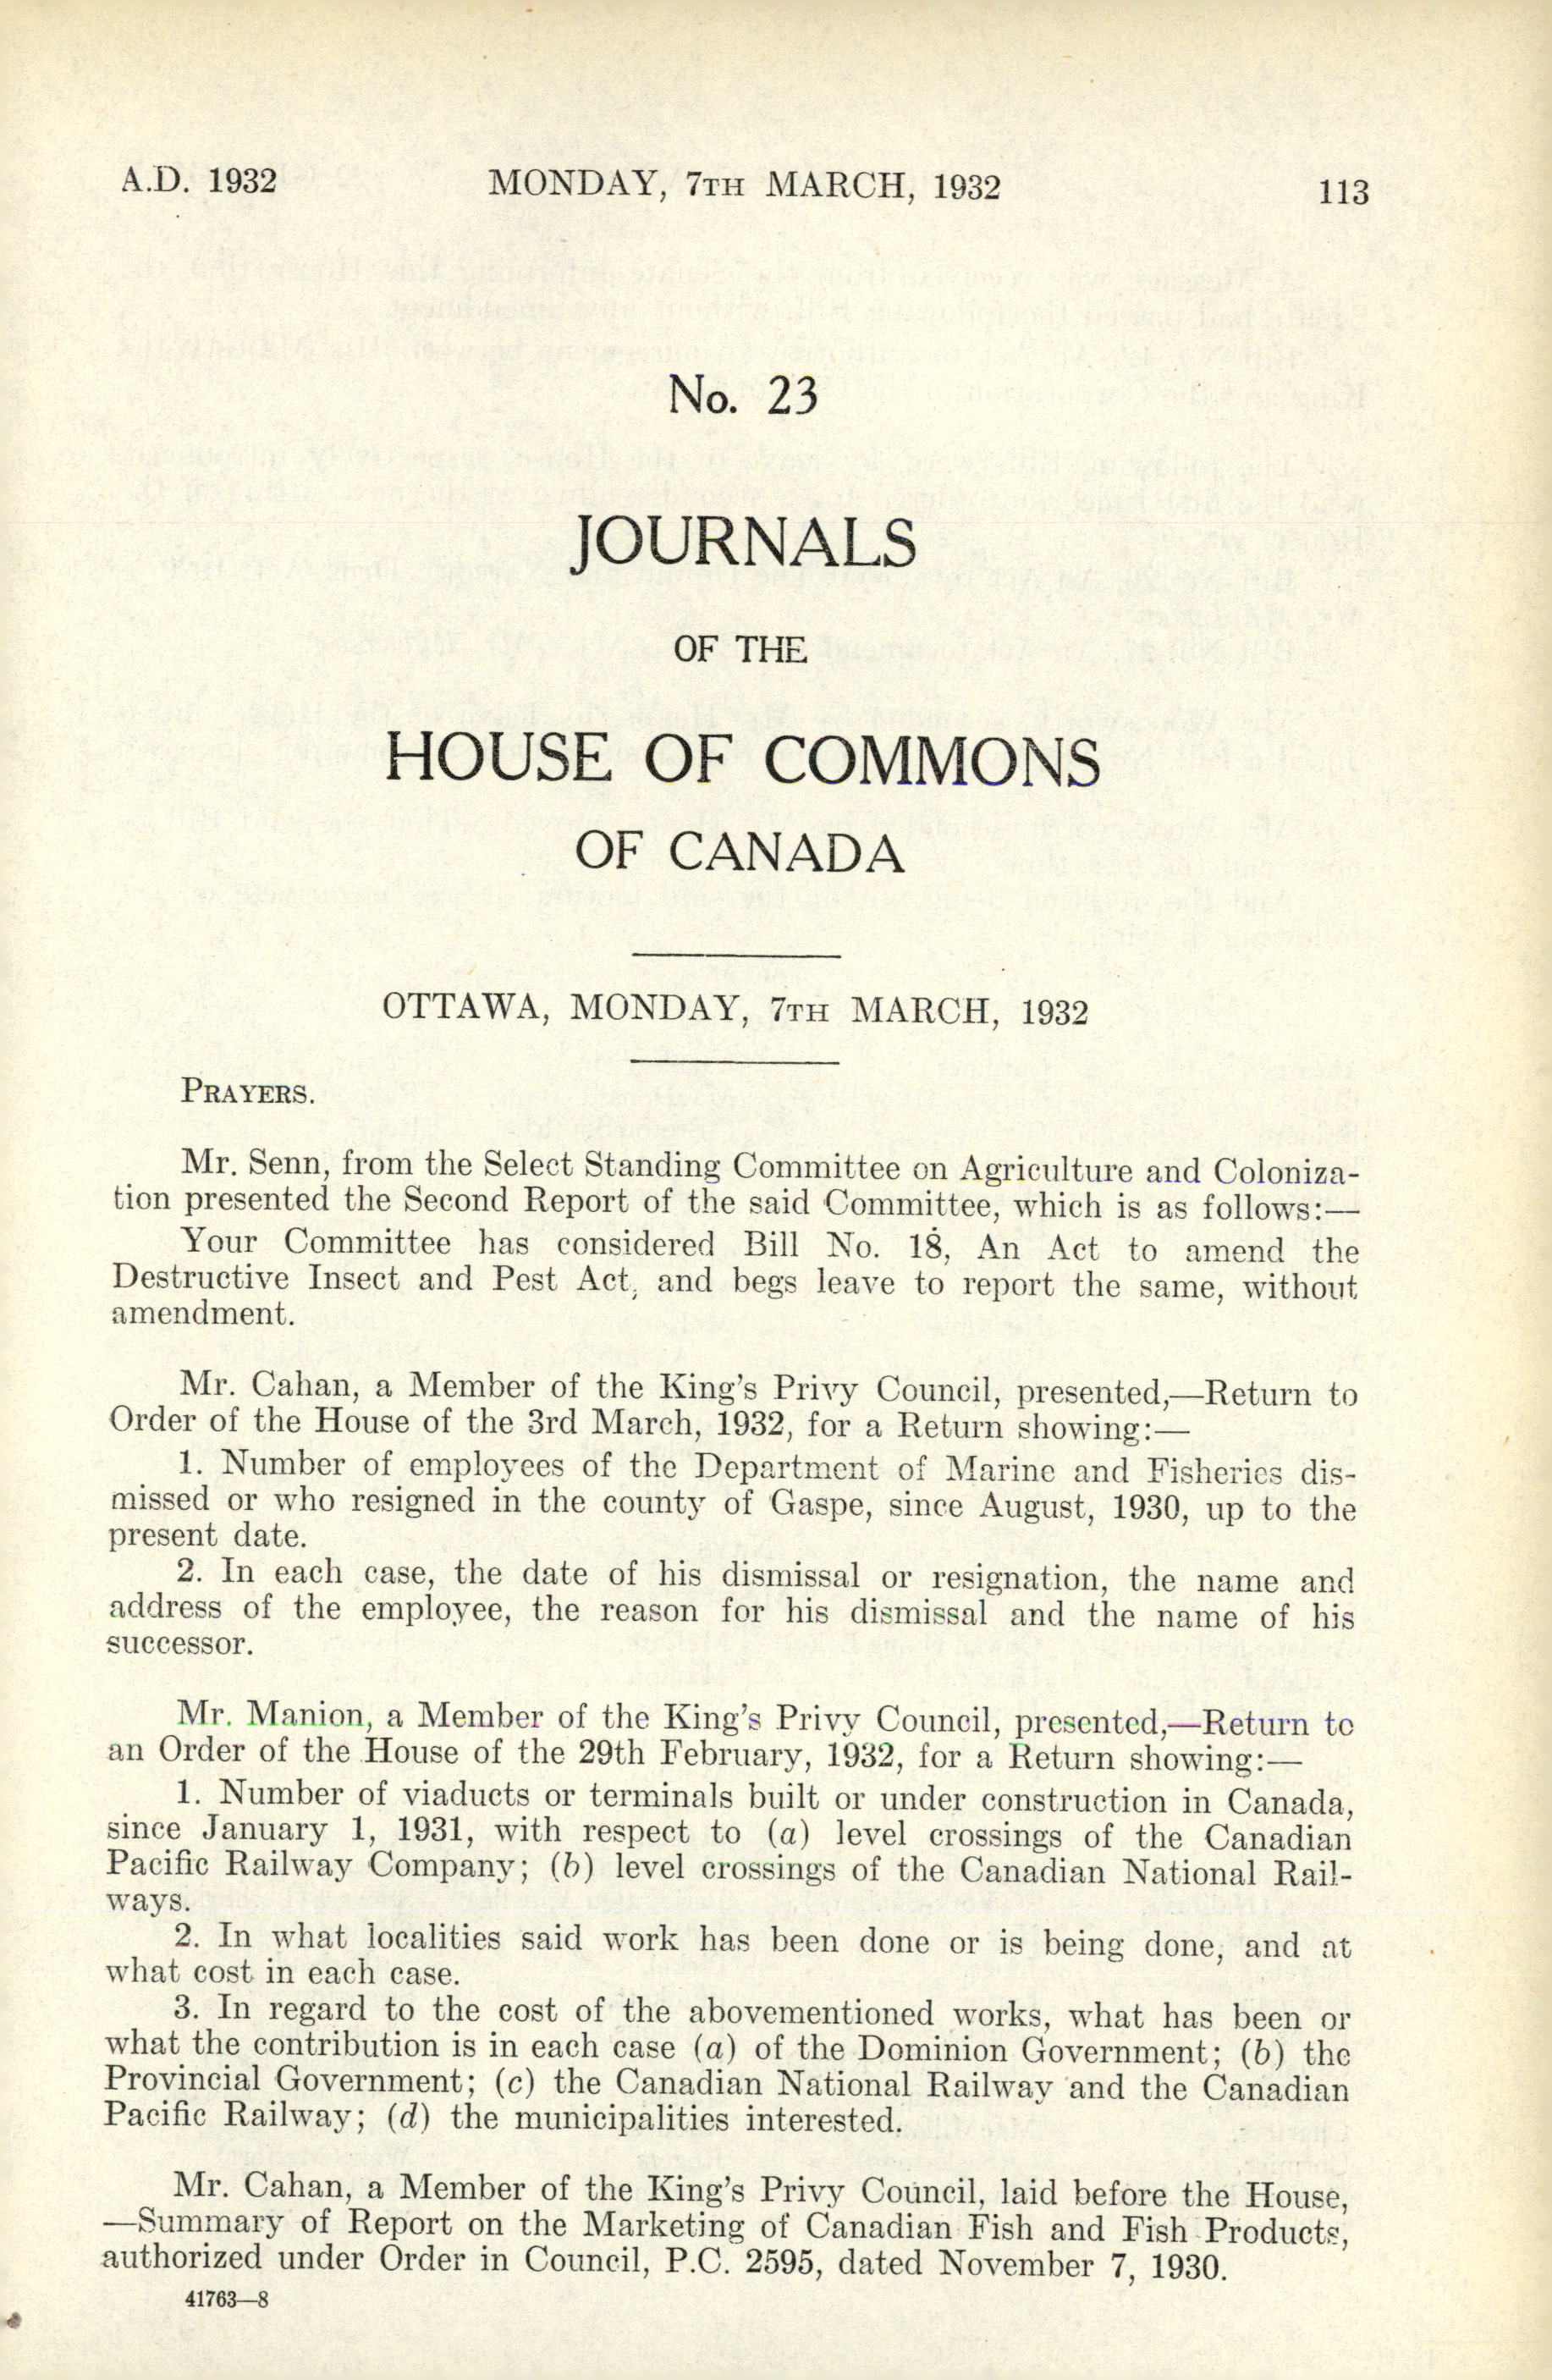 A.D. 1932 MONDAY, 7TH MARCH, 1932 113
No. 23
JOURNALS
OF THE
HOUSE OF COMMONS
OF CANADA
OTTAWA, MONDAY, 7TH MARCH, 1932
PRAYERS.
Mr. Senn, from the Select Standing Committee on Agriculture and Coloniza-
tion presented the Second Report of the said Committee, which is as follows:—
Your Committee has considered Bill No. 18, An Act to amend the
Destructive Insect and Pest Act, and begs leave to report the same, without
amendment.
Mr. Cahan, a Member of the King's Privy Council, presented,—Return to
Order of the House of the 3rd March, 1932, for a Return showing:—
1. Number of employees of the Department of Marine and Fisheries dis-
missed or who resigned in the county of Gaspe, since August, 1930, up to the
present date.
2. In each case, the date of his dismissal or resignation, the name and
address of the employee, the reason for his dismissal and the name of his
successor.
Mr. Manion, a Member of the King's Privy Council, presented,—Return to
an Order of the House of the 29th February, 1932, for a Return showing:—
1. Number of viaducts or terminals built or under construction in Canada,
since January 1, 1931, with respect to (a) level crossings of the Canadian
Pacific Railway Company; (b) level crossings of the Canadian National Rail-
ways.
2. In what localities said work has been done or is being done, and at
what cost in each case.
3. In regard to the cost of the abovementioned works, what has been or
what the contribution is in each case (a) of the Dominion Government; (b) the
Provincial Government; (c) the Canadian National Railway and the Canadian
Pacific Railway; (d) the municipalities interested.
Mr. Cahan, a Member of the King's Privy Council, laid before the House,
—Summary of Report on the Marketing of Canadian Fish and Fish Products,
authorized under Order in Council, P.C. 2595, dated November 7, 1930.
41763—8